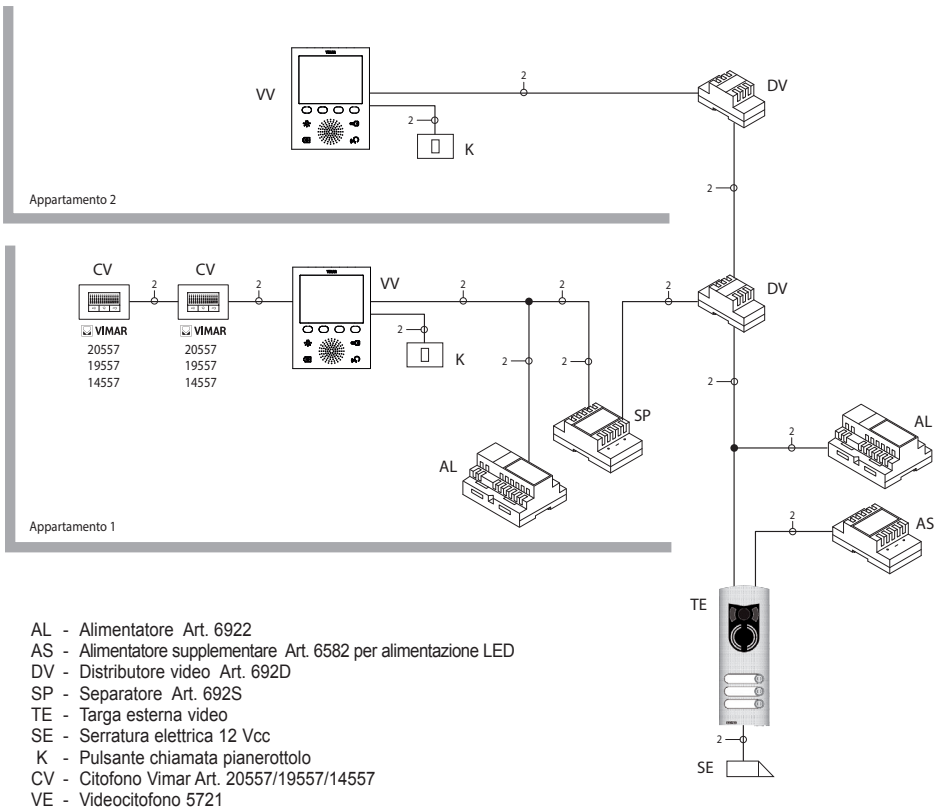 2
DV
VV
2
K
2
Appartamento 2
CV
CV
VV
2
2
2
2
2
DV
VIMAR
VIMAR
2
K
20557
20557
19557
19557
14557
14557
2
2
2
SP
AL
AL
2
2
AS
Appartamento 1
TE
AL - Alimentatore Art. 6922
AS - Alimentatore supplementare Art. 6582 per alimentazione LED
DV - Distributore video Art. 692D
SP - Separatore Art. 692S
TE - Targa esterna video
SE - Serratura elettrica 12 Vcc
K - Pulsante chiamata pianerottolo
CV - Citofono Vimar Art. 20557/19557/14557
VE - Videocitofono 5721
2
SE